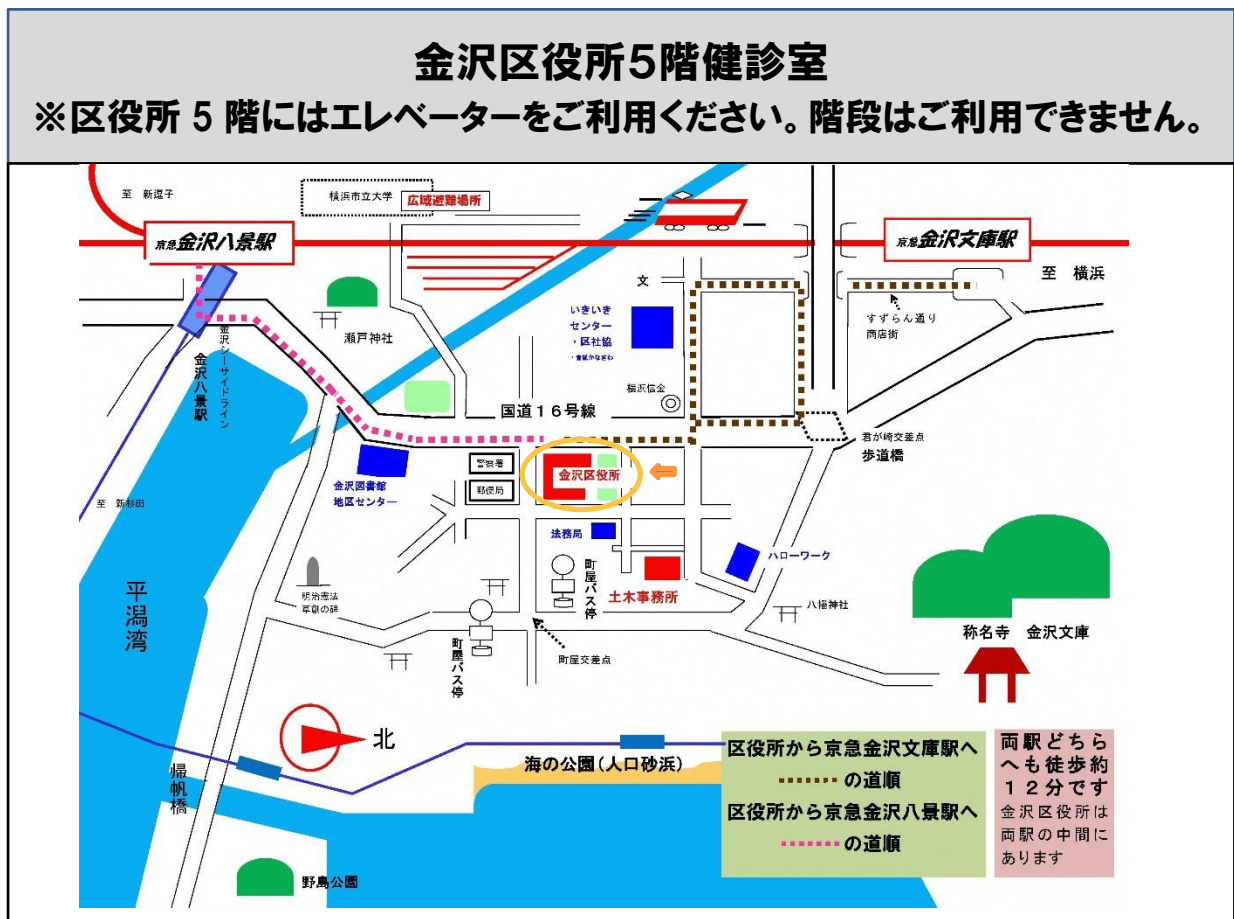 金沢区役所5階健診室
※区役所 5 階にはエレベーターをご利用ください。階段はご利用できません。
至 新逗子
横浜市立大学
広域避難場所
京急金沢八景駅
京急金沢文庫駅
至 横浜
文
すずらん通り
商店街
いきいき
センター
・区社協
瀬戸神社
金沢シーサイドライン
金沢八景駅
横浜信金
国道16号線
君が崎交差点
歩道橋
警察署
郵便局
金沢区役所
金沢図書館
地区センター
至 新杉田
法務局
ハローワーク
平潟湾
明治憲法
草創の碑
町屋バス停
土木事務所
八幡神社
町屋バス停
町屋交差点
称名寺 金沢文庫
北
海の公園(人口砂浜)
帰帆橋
野島公園
区役所から京急金沢文庫駅へ
の道順
区役所から京急金沢八景駅へ
の道順
両駅どちら
へも徒歩約
12分です
金沢区役所は
両駅の中間に
あります